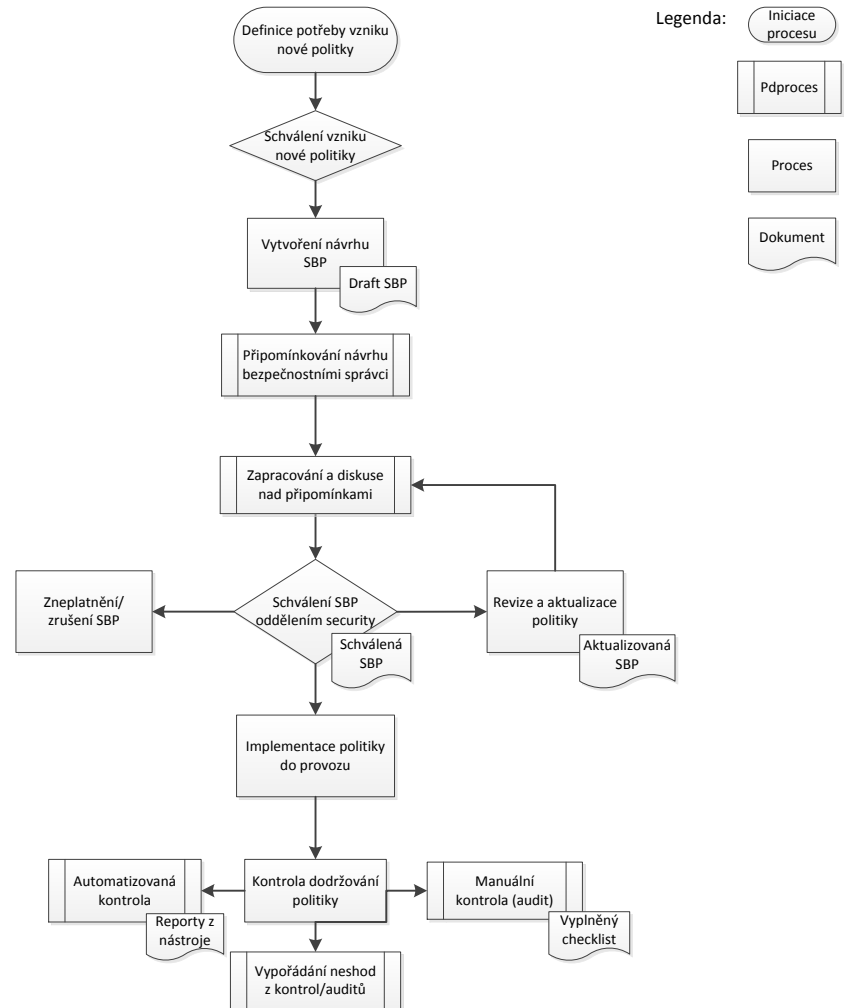 Definice potřeby vzniku
nové politky
Legenda:
Iniciace
procesu
Pdproces
Schválení vzniku
nové politiky
Proces
Vytvoření návrhu
SBP
Draft SBP
Dokument
Připomínkování návrhu
bezpečnostními správci
Zapracování a diskuse
nad připomínkami
Zneplatnění/
zrušení SBP
Schválení SBP
oddělením security
Schválená
SBP
Revize a aktualizace
politiky
Aktualizovaná
SBP
Implementace politiky
do provozu
Automatizovaná
kontrola
Reporty z
nástroje
Kontrola dodržování
politiky
Manuální
kontrola (audit)
Vyplněný
checklist
Vypořádání neshod
z kontrol/auditů